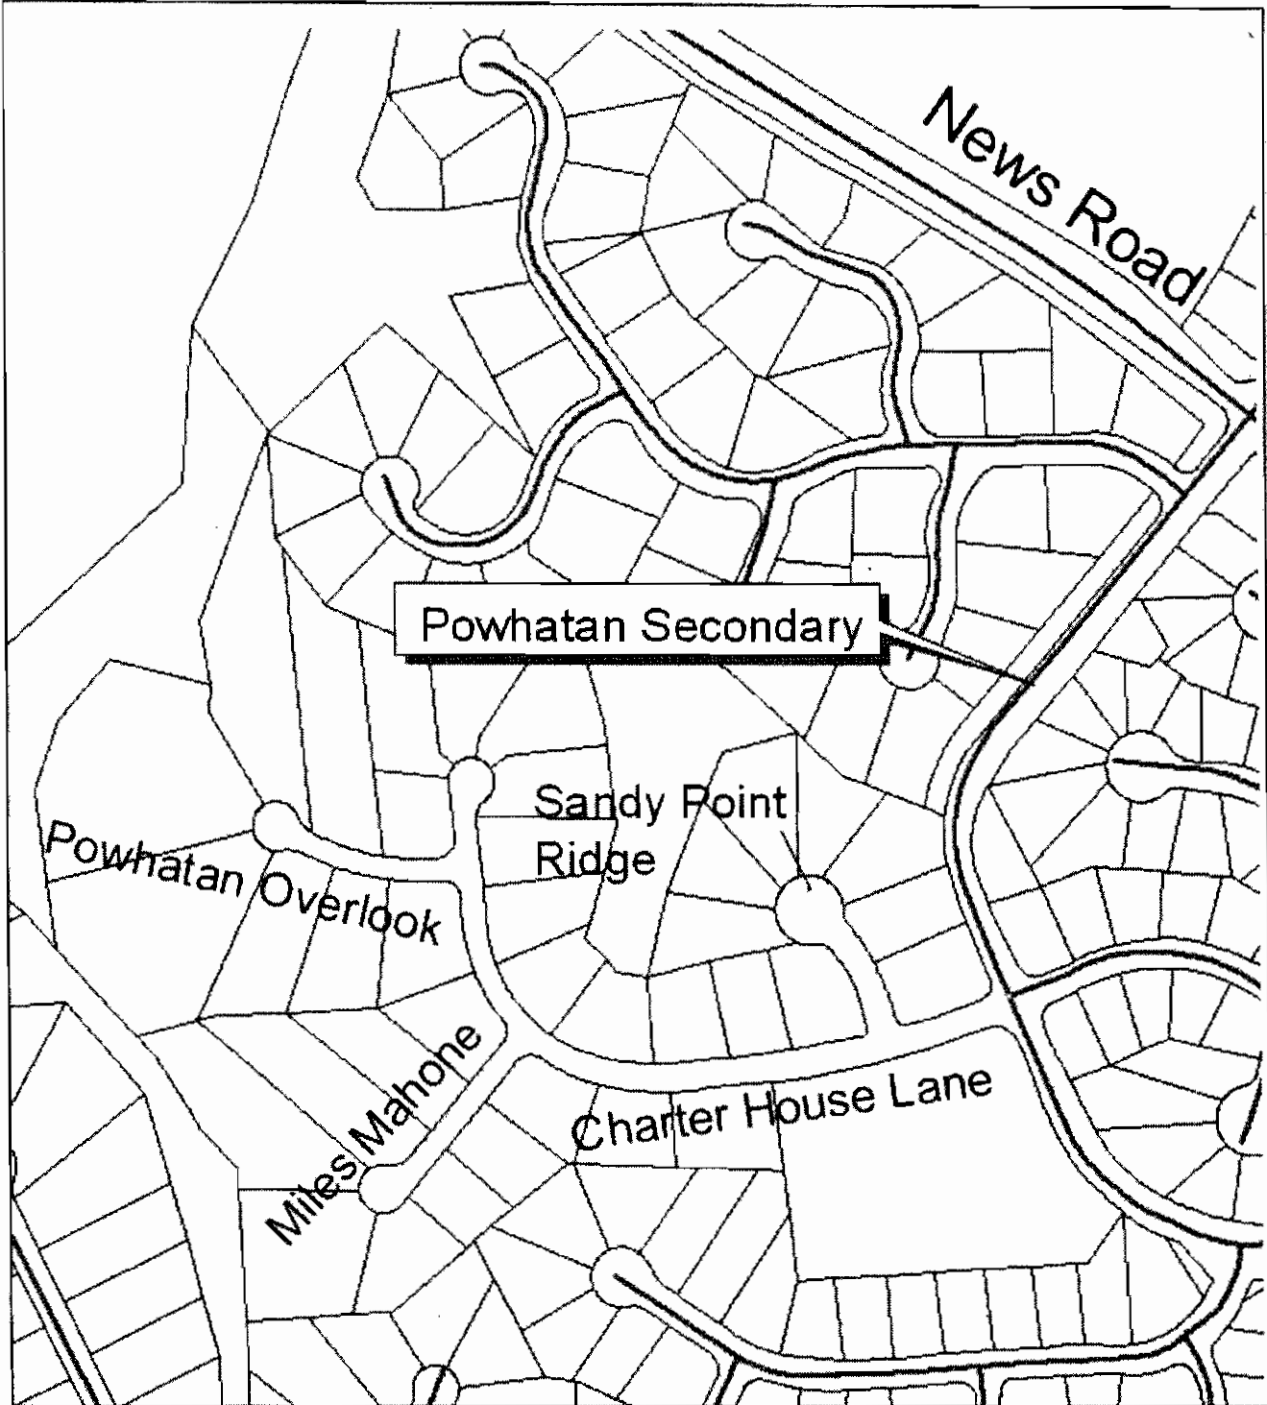 News Road
Powhatan Secondary
Sandy Point
Ridge
Powhatan Overlook
Miles Mahone
Charter House Lane